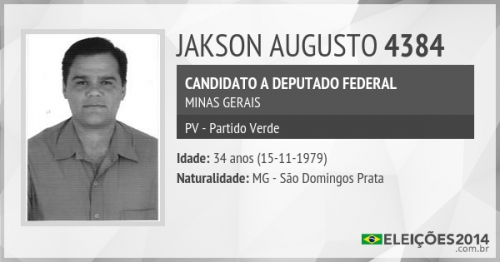 JAKSON AUGUSTO 4384
CANDIDATO A DEPUTADO FEDERAL
MINAS GERAIS
PV - Partido Verde
Idade: 34 anos (15-11-1979)
Naturalidade: MG - São Domingos Prata
ELEIÇÕES2014
.com.br